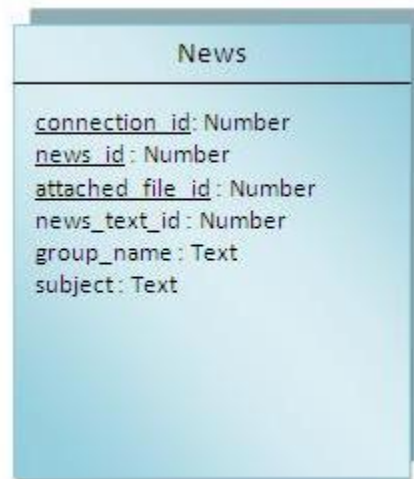 News
connection_id: Number
news_id : Number
attached_file_id : Number
news_text_id : Number
group_name : Text
subject : Text